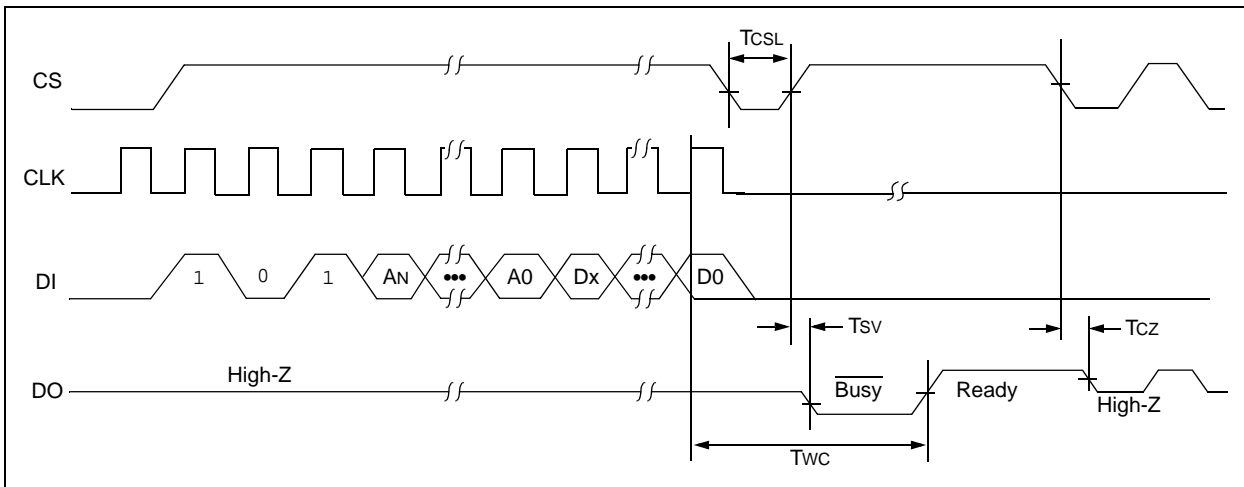 TCSL
CS
CLK
DI
1 0 1 AN ••• A0 Dx ••• D0
TSV
TCZ
High-Z
DO
Busy
Ready
High-Z
TWC